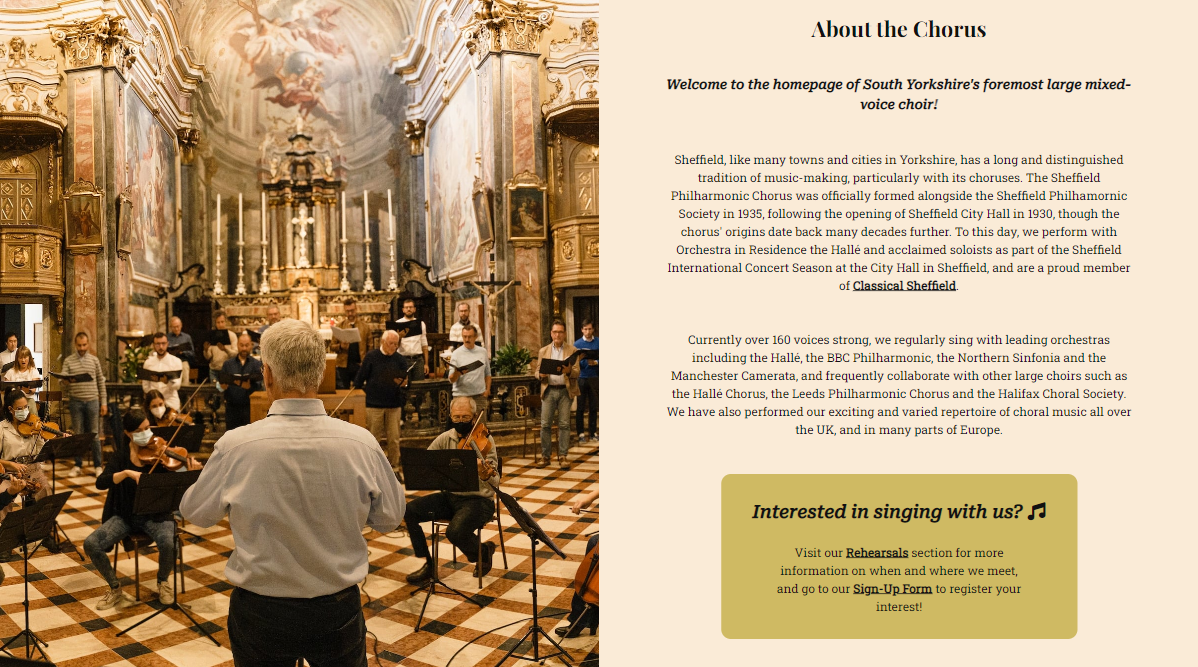 About the Chorus
Welcome to the homepage of South Yorkshire's foremost large mixed-
voice choir!
Sheffield, like many towns and cities in Yorkshire, has a long and distinguished
tradition of music-making, particularly with its choruses. The Sheffield
Philharmonic Chorus was officially formed alongside the Sheffield Philhamornic
Society in 1935, following the opening of Sheffield City Hall in 1930, though the
chorus' origins date back many decades further. To this day, we perform with
Orchestra in Residence the Hallé and acclaimed soloists as part of the Sheffield
International Concert Season at the City Hall in Sheffield, and are a proud member
of Classical Sheffield.
Currently over 160 voices strong, we regularly sing with leading orchestras
including the Hallé, the BBC Philharmonic, the Northern Sinfonia and the
Manchester Camerata, and frequently collaborate with other large choirs such as
the Hallé Chorus, the Leeds Philharmonic Chorus and the Halifax Choral Society.
We have also performed our exciting and varied repertoire of choral music all over
the UK, and in many parts of Europe.
Interested in singing with us?
Visit our Rehearsals section for more
information on when and where we meet,
and go to our Sign-Up Form to register your
interest!